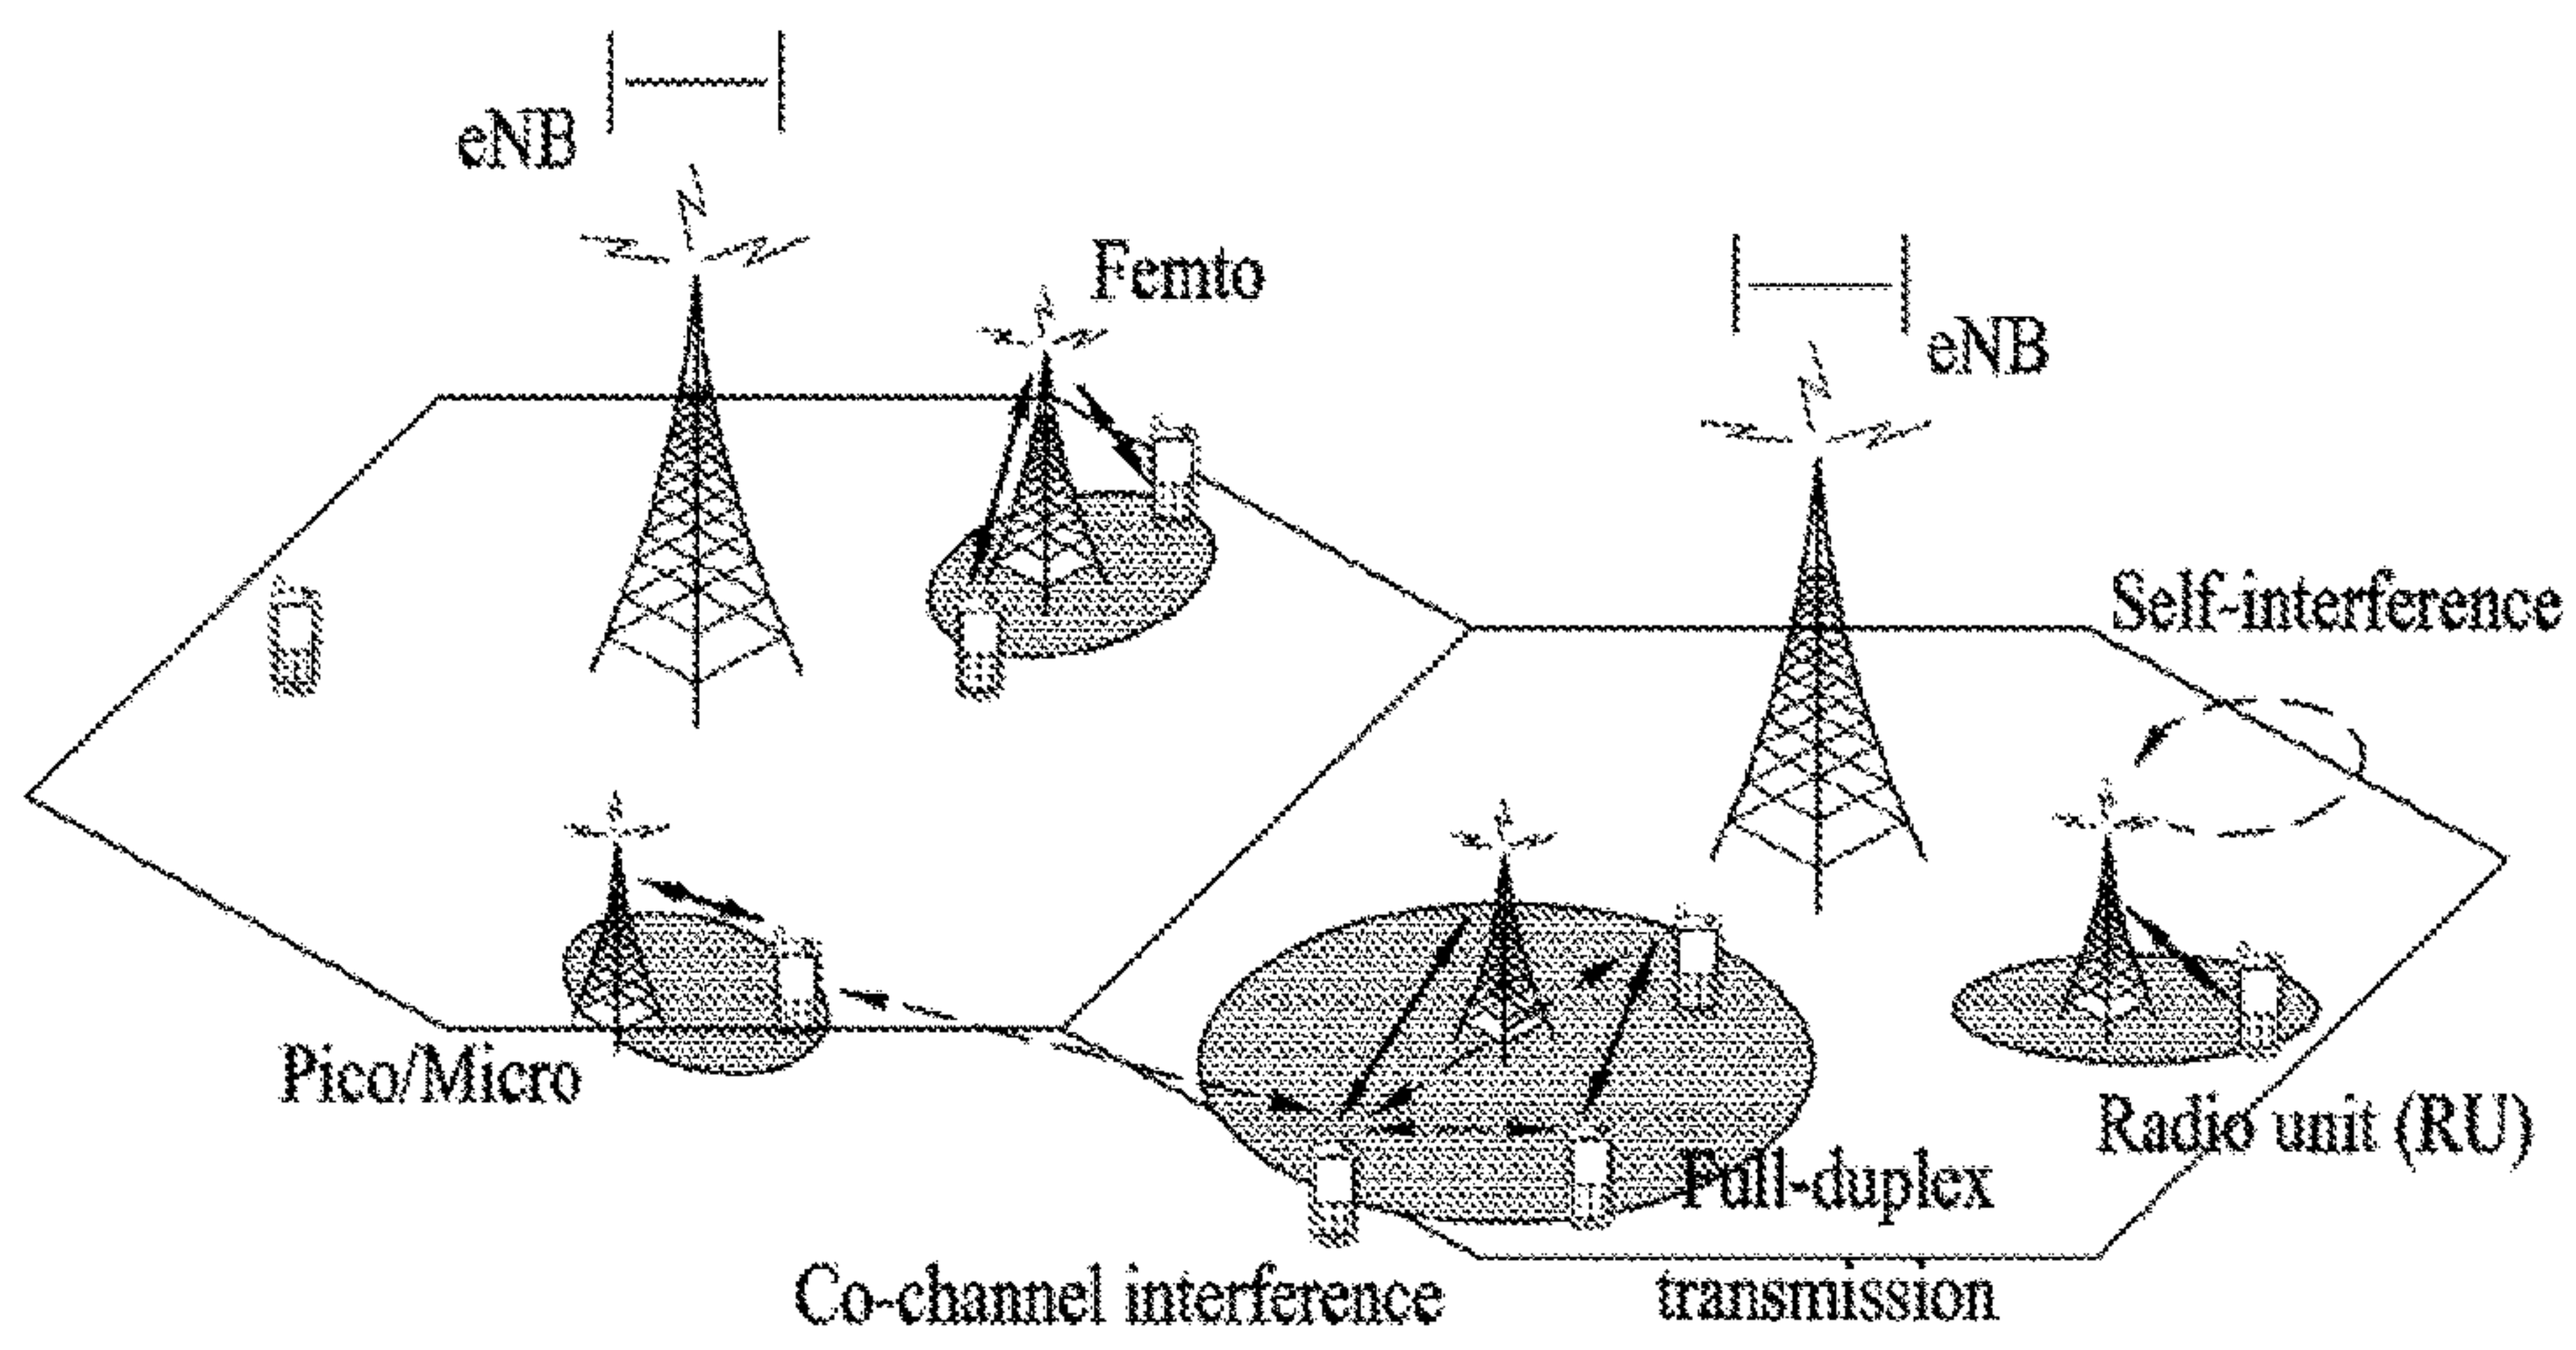 eNB
Femto
eNB
Self-interference
Pico/Micro
Radio unit (RU)
Full-duplex
transmission
Co-channel interference